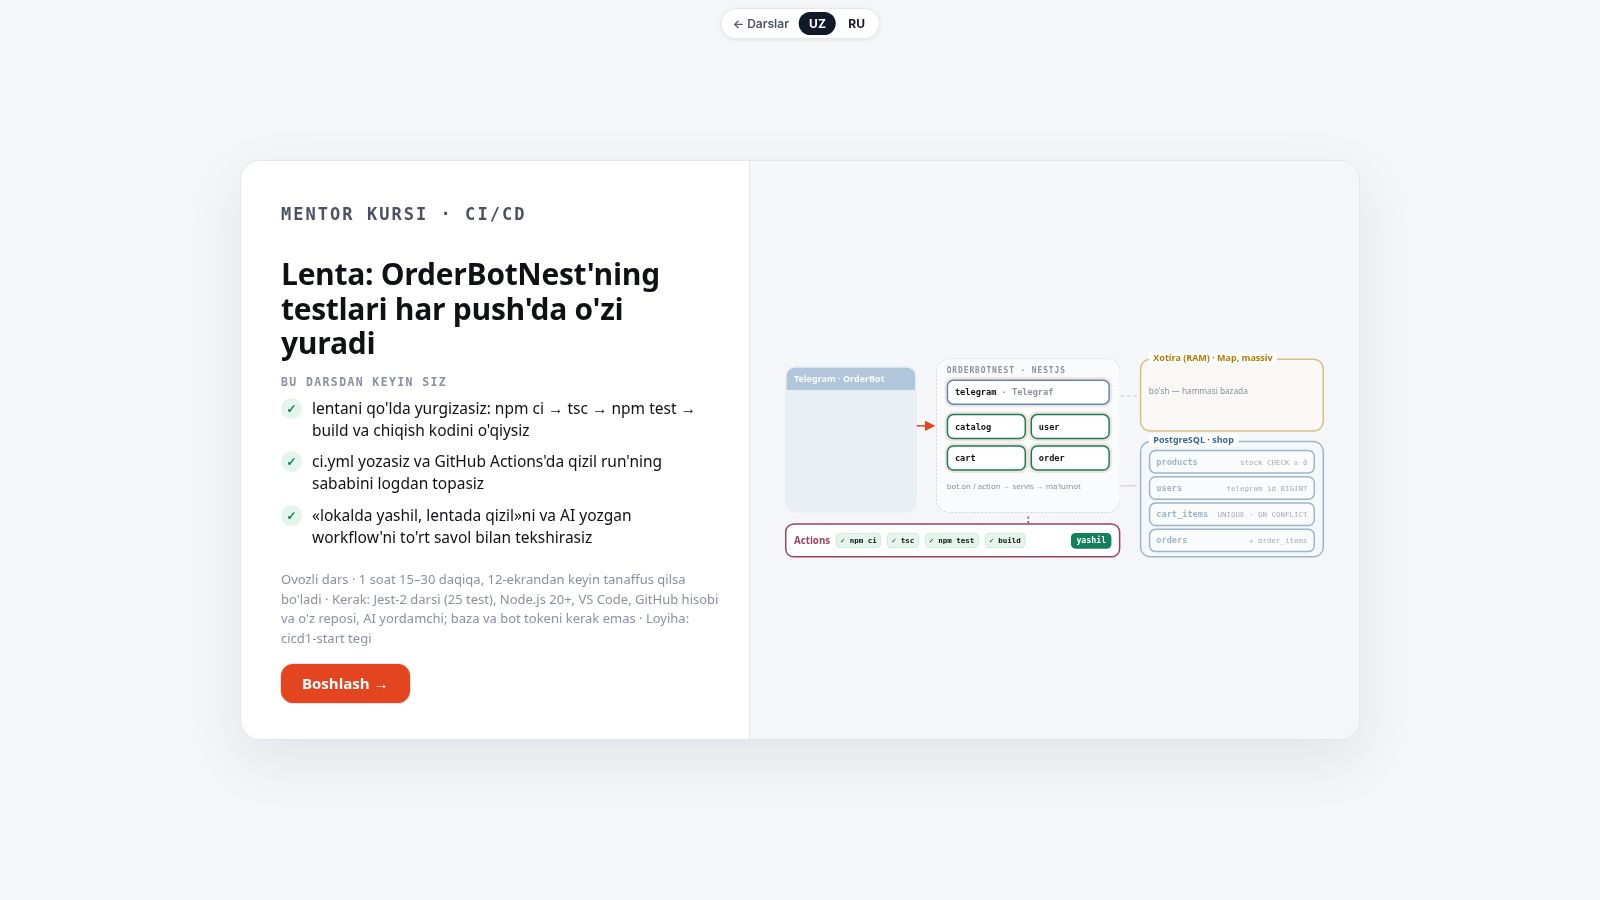 ← Darslar UZ RU
MENTOR KURSI · CI/CD
Lenta: OrderBotNest'ning
testlari har push'da o'zi
yuradi
BU DARSDAN KEYIN SIZ
✓ lentani qo'lda yurgizasiz: npm ci → tsc → npm test →
build va chiqish kodini o'qiysiz
✓ ci.yml yozasiz va GitHub Actions'da qizil run'ning
sababini logdan topasiz
✓ «lokalda yashil, lentada qizil»ni va AI yozgan
workflow'ni to'rt savol bilan tekshirasiz
Ovozli dars · 1 soat 15–30 daqiqa, 12-ekrandan keyin tanaffus qilsa
bo'ladi · Kerak: Jest-2 darsi (25 test), Node.js 20+, VS Code, GitHub hisobi
va o'z reposi, AI yordamchi; baza va bot tokeni kerak emas · Loyiha:
cicd1-start tegi
Boshlash →
Telegram · OrderBot
ORDERBOTNEST · NESTJS
telegram · Telegraf
catalog
user
cart
order
bot.on / action → servis → ma'lumot
Xotira (RAM) · Map, massiv
bo'sh — hammasi bazada
PostgreSQL · shop
products stock CHECK ≥ 0
users telegram id BIGINT
cart_items UNIQUE · ON CONFLICT
orders + order_items
Actions ✓ npm ci ✓ tsc ✓ npm test ✓ build yashil